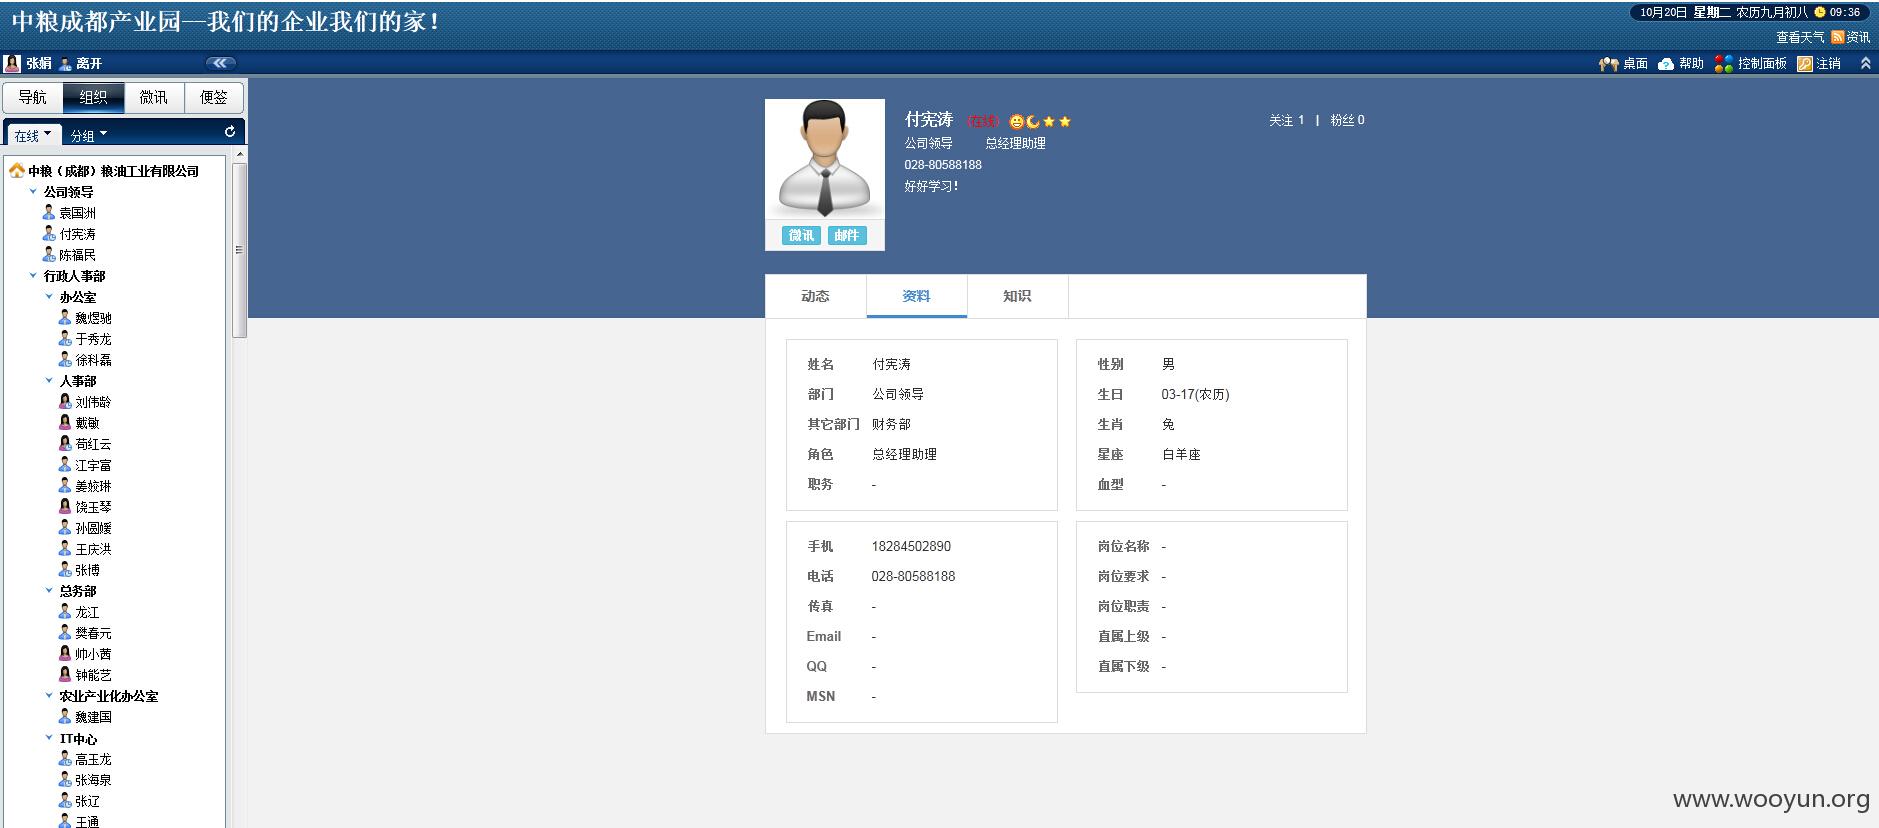 中粮成都产业园—我们的企业我们的家！
10月20日 星期二 农历九月初八 09:36
查看天气 资讯
张娟 离开
桌面 帮助 控制面板 注销
导航 组织 微讯 便签
在线 分组
中粮（成都）粮油工业有限公司
公司领导
袁国洲
付宪涛
陈福民
行政人事部
办公室
魏煜驰
于秀龙
徐科磊
人事部
刘伟龄
戴敏
苟红云
江宇富
姜姣琳
饶玉琴
孙圆媛
王庆洪
张博
总务部
龙江
樊春元
帅小茜
钟能艺
农业产业化办公室
魏建国
IT中心
高玉龙
张海泉
张辽
王通
付宪涛 (在线)
公司领导 总经理助理
028-80588188
好好学习！
关注 1 | 粉丝 0
微讯 邮件
动态 资料 知识
姓名 付宪涛
部门 公司领导
其它部门 财务部
角色 总经理助理
职务 -
性别 男
生日 03-17(农历)
生肖 兔
星座 白羊座
血型 -
手机 18284502890
电话 028-80588188
传真 -
Email -
QQ -
MSN -
岗位名称 -
岗位要求 -
岗位职责 -
直属上级 -
直属下级 -
www.wooyun.org